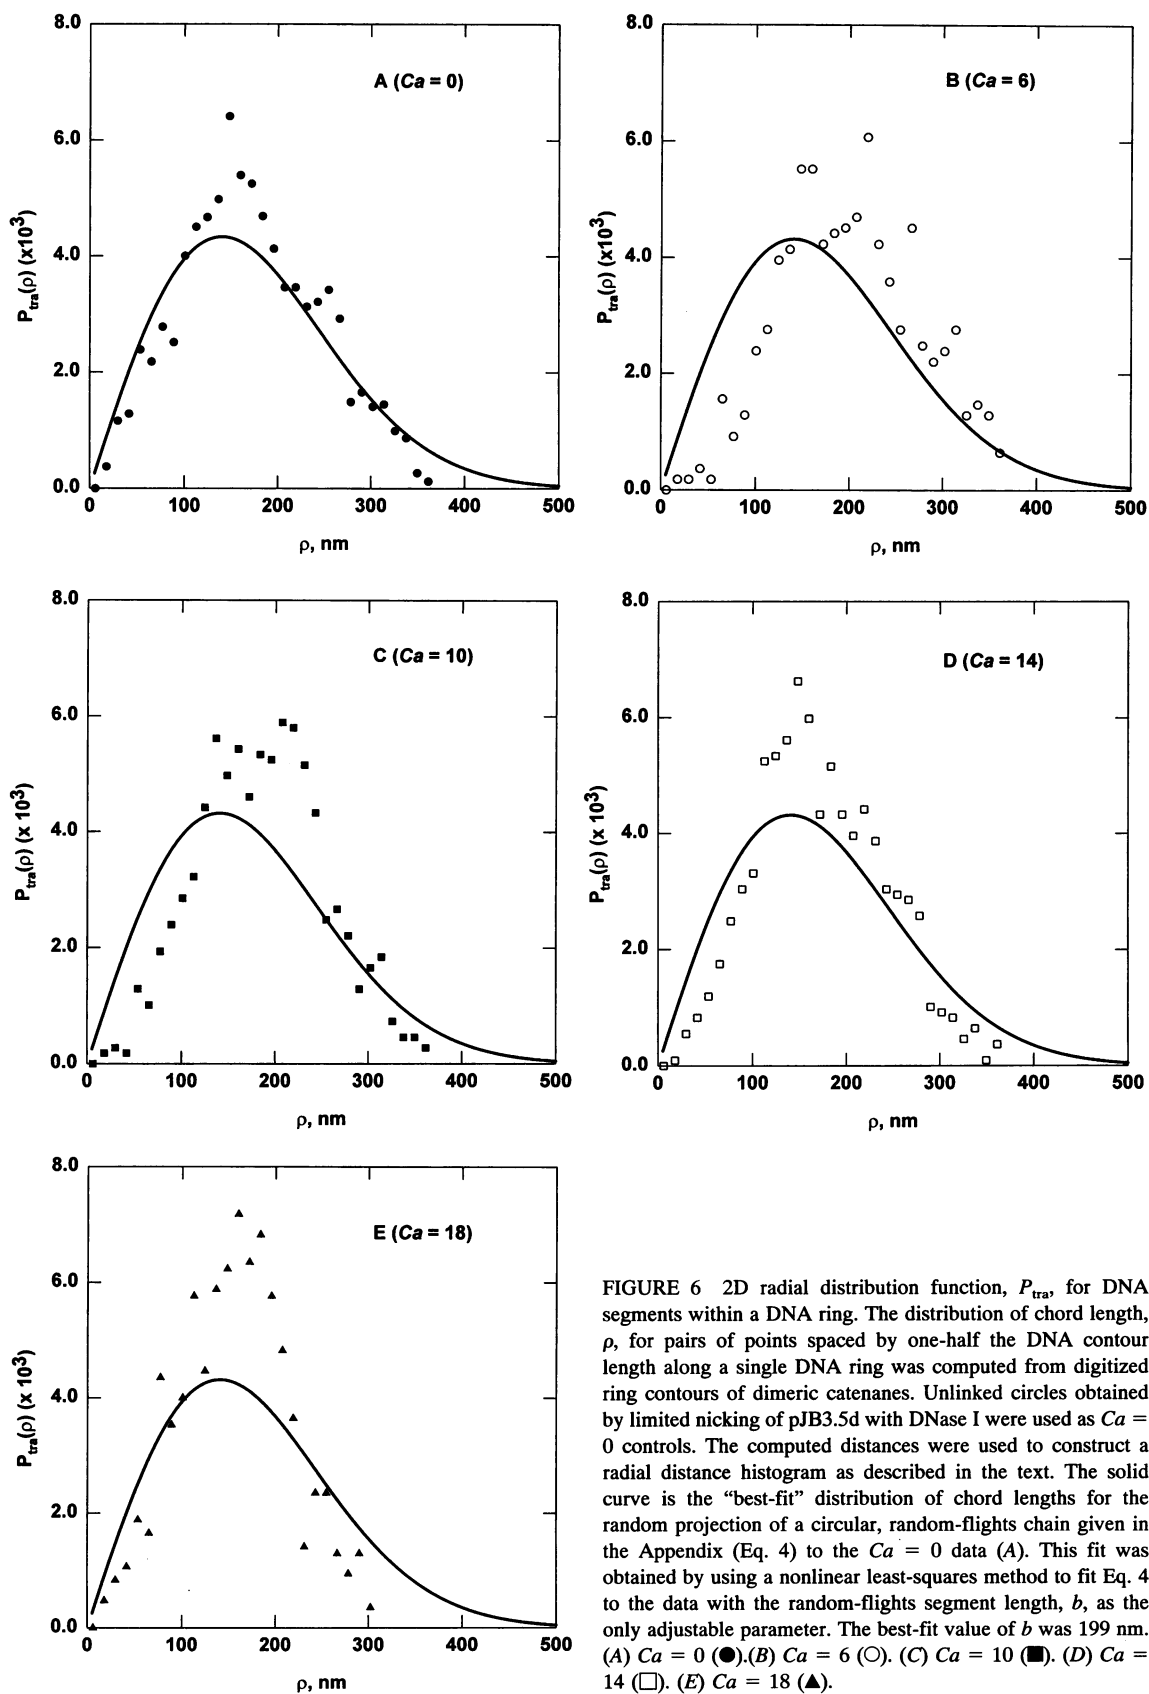 8.0
6.0
4.0
2.0
0.0
P_tra(ρ) (x10^3)
A (Ca = 0)
0 100 200 300 400 500
ρ, nm
8.0
6.0
4.0
2.0
0.0
P_tra(ρ) (x10^3)
B (Ca = 6)
0 100 200 300 400 500
ρ, nm
8.0
6.0
4.0
2.0
0.0
P_tra(ρ) (x 10^3)
C (Ca = 10)
0 100 200 300 400 500
ρ, nm
8.0
6.0
4.0
2.0
0.0
P_tra(ρ) (x 10^3)
D (Ca = 14)
0 100 200 300 400 500
ρ, nm
8.0
6.0
4.0
2.0
0.0
P_tra(ρ) (x 10^3)
E (Ca = 18)
0 100 200 300 400 500
ρ, nm
FIGURE 6 2D radial distribution function, P_tra, for DNA
segments within a DNA ring. The distribution of chord length,
ρ, for pairs of points spaced by one-half the DNA contour
length along a single DNA ring was computed from digitized
ring contours of dimeric catenanes. Unlinked circles obtained
by limited nicking of pJB3.5d with DNase I were used as Ca =
0 controls. The computed distances were used to construct a
radial distance histogram as described in the text. The solid
curve is the “best-fit” distribution of chord lengths for the
random projection of a circular, random-flights chain given in
the Appendix (Eq. 4) to the Ca = 0 data (A). This fit was
obtained by using a nonlinear least-squares method to fit Eq. 4
to the data with the random-flights segment length, b, as the
only adjustable parameter. The best-fit value of b was 199 nm.
(A) Ca = 0 (●).(B) Ca = 6 (○). (C) Ca = 10 (■). (D) Ca =
14 (□). (E) Ca = 18 (▲).